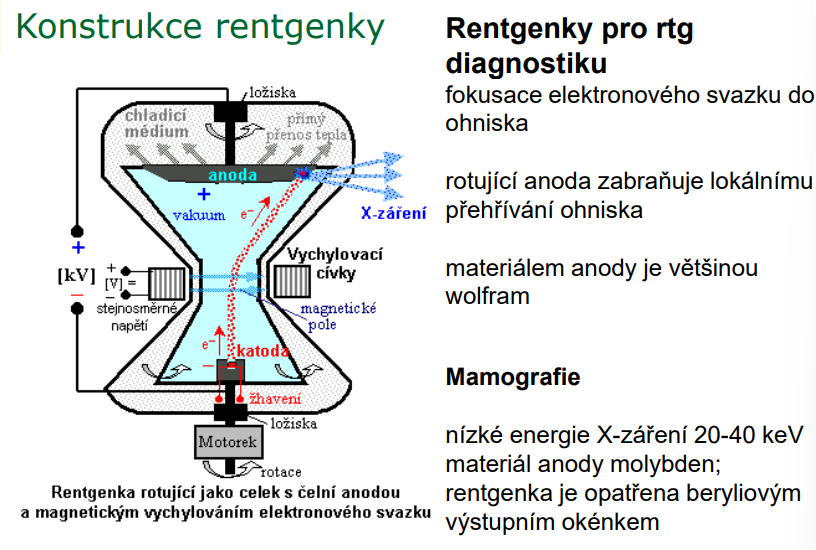 Konstrukce rentgenky
ložiska
chladicí
médium
přímý
přenos tepla
anoda
+
vakuum
e⁻
X-záření
+
[kV]
−
+
[V] =
−
stejnosměrné
napětí
Vychylovací
cívky
magnetické
pole
e⁻
katoda
−
žhavení
ložiska
Motorek
rotace
Rentgenka rotující jako celek s čelní anodou
a magnetickým vychylováním elektronového svazku
Rentgenky pro rtg
diagnostiku
fokusace elektronového svazku do
ohniska
rotující anoda zabraňuje lokálnímu
přehřívání ohniska
materiálem anody je většinou
wolfram
Mamografie
nízké energie X-záření 20-40 keV
materiál anody molybden;
rentgenka je opatřena beryliovým
výstupním okénkem